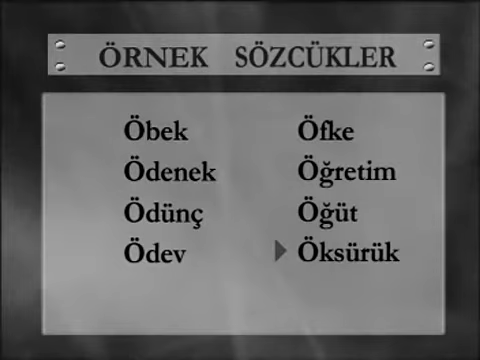 ÖRNEK SÖZCÜKLER
Öbek
Ödenek
Ödünç
Ödev
Öfke
Öğretim
Öğüt
Öksürük